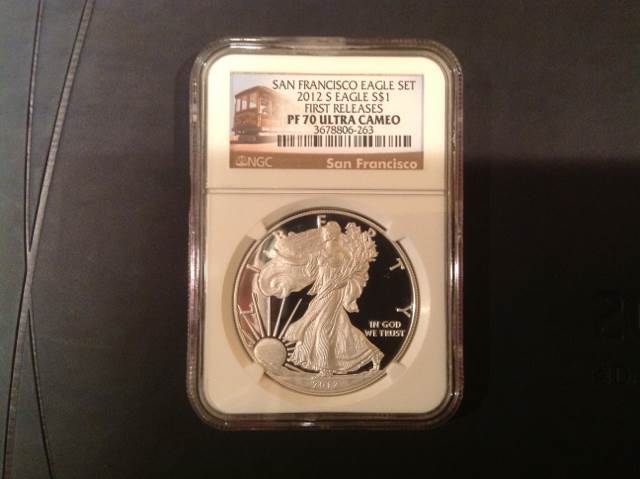 SAN FRANCISCO EAGLE SET
2012 S EAGLE S$1
FIRST RELEASES
PF 70 ULTRA CAMEO
3678806-263
NGC
San Francisco
LIBERTY
IN GOD
WE TRUST
2012